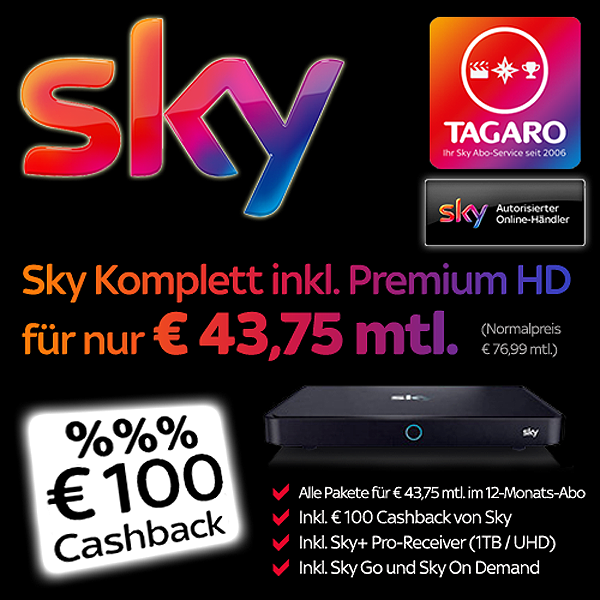 sky
TAGARO
Ihr Sky Abo-Service seit 2006
sky Autorisierter
Online-Händler
Sky Komplett inkl. Premium HD
für nur € 43,75 mtl.
(Normalpreis
€ 76,99 mtl.)
%%%
€ 100
Cashback
sky
sky
Alle Pakete für € 43,75 mtl. im 12-Monats-Abo
Inkl. € 100 Cashback von Sky
Inkl. Sky+ Pro-Receiver (1TB / UHD)
Inkl. Sky Go und Sky On Demand